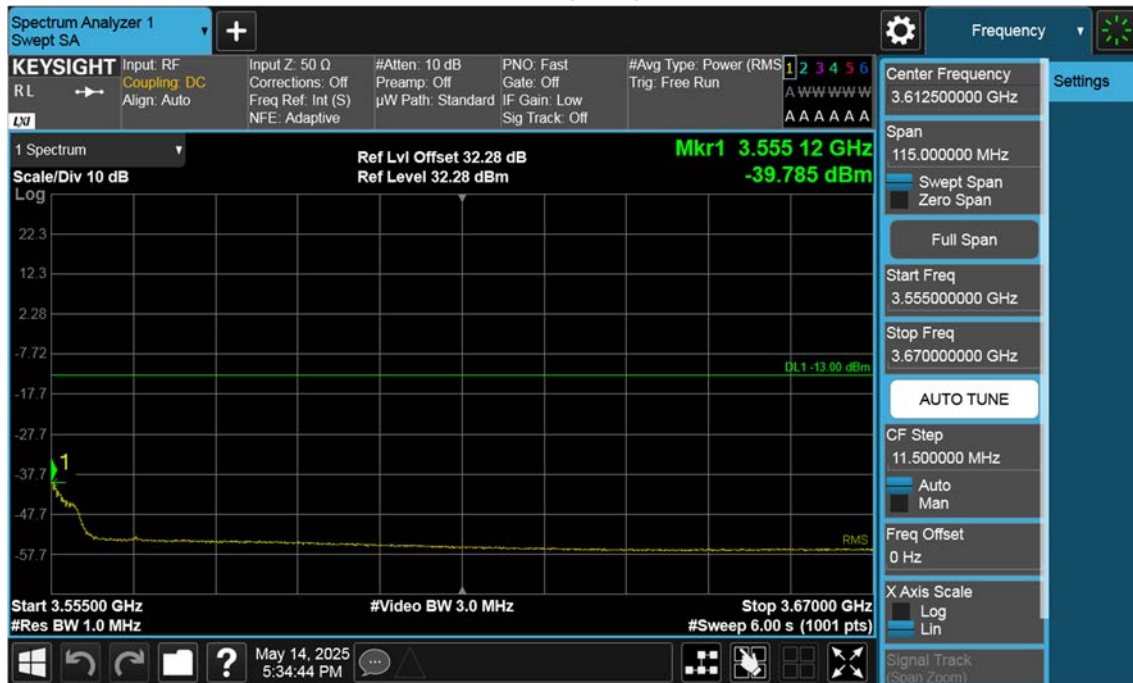 Spectrum Analyzer 1
Swept SA
+
Frequency
KEYSIGHT
RL
LXI
Input: RF
Coupling: DC
Align: Auto
Input Z: 50 Ω
Corrections: Off
Freq Ref: Int (S)
NFE: Adaptive
#Atten: 10 dB
Preamp: Off
µW Path: Standard
PNO: Fast
Gate: Off
IF Gain: Low
Sig Track: Off
#Avg Type: Power (RMS
Trig: Free Run
1 2 3 4 5 6
A W W W W W
A A A A A A
1 Spectrum
Scale/Div 10 dB
Log
Ref Lvl Offset 32.28 dB
Ref Level 32.28 dBm
Mkr1 3.555 12 GHz
-39.785 dBm
22.3
12.3
2.28
-7.72
DL1 -13.00 dBm
-17.7
-27.7
1
-37.7
-47.7
RMS
-57.7
Start 3.55500 GHz
#Video BW 3.0 MHz
Stop 3.67000 GHz
#Res BW 1.0 MHz
#Sweep 6.00 s (1001 pts)
?
May 14, 2025
5:34:44 PM
Center Frequency
3.612500000 GHz
Span
115.000000 MHz
Swept Span
Zero Span
Full Span
Start Freq
3.555000000 GHz
Stop Freq
3.670000000 GHz
AUTO TUNE
CF Step
11.500000 MHz
Auto
Man
Freq Offset
0 Hz
X Axis Scale
Log
Lin
Signal Track
(Span Zoom)
Settings